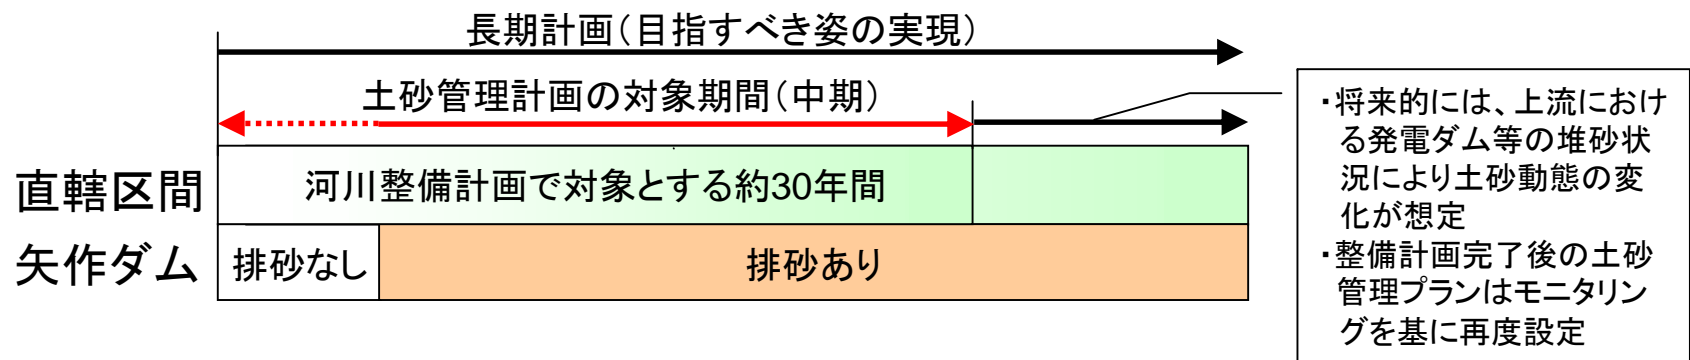 長期計画(目指すべき姿の実現)
土砂管理計画の対象期間(中期)
直轄区間
河川整備計画で対象とする約30年間
矢作ダム
排砂なし
排砂あり
・将来的には、上流におけ
る発電ダム等の堆砂状
況により土砂動態の変
化が想定
・整備計画完了後の土砂
管理プランはモニタリン
グを基に再度設定